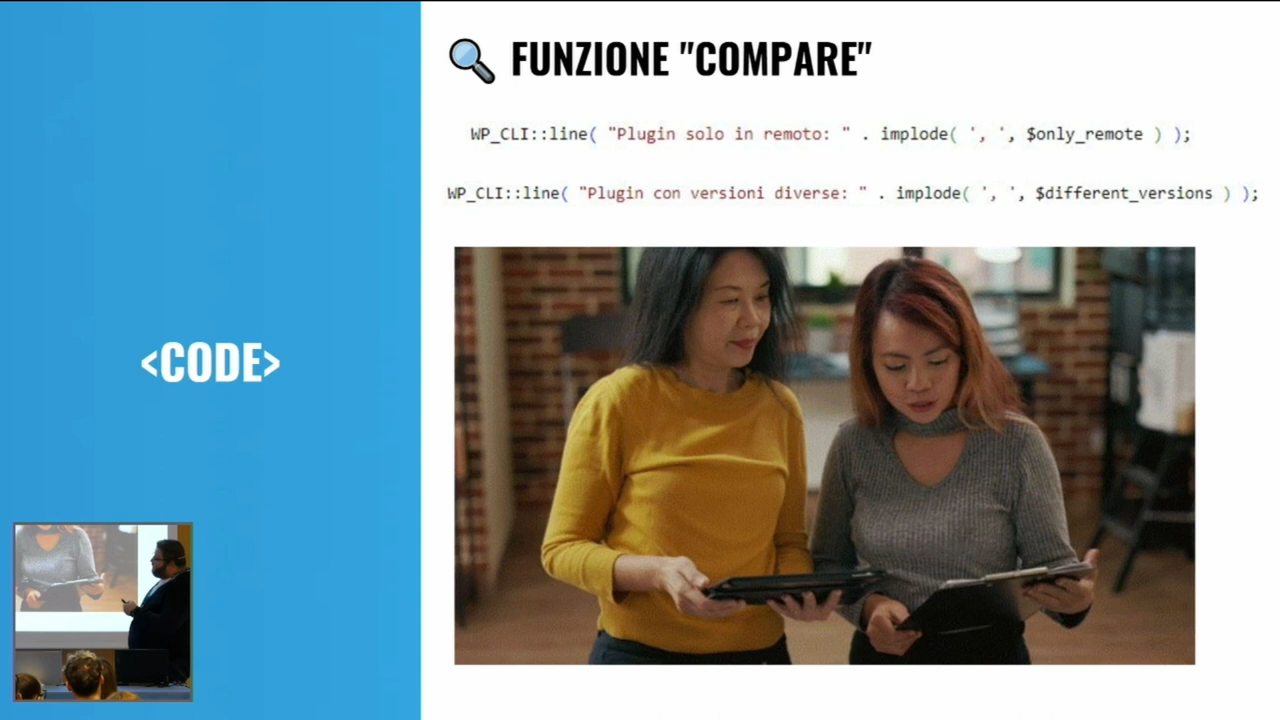 FUNZIONE "COMPARE"
WP_CLI::line( "Plugin solo in remoto: " . implode( ', ', $only_remote ) );
WP_CLI::line( "Plugin con versioni diverse: " . implode( ', ', $different_versions ) );
<CODE>